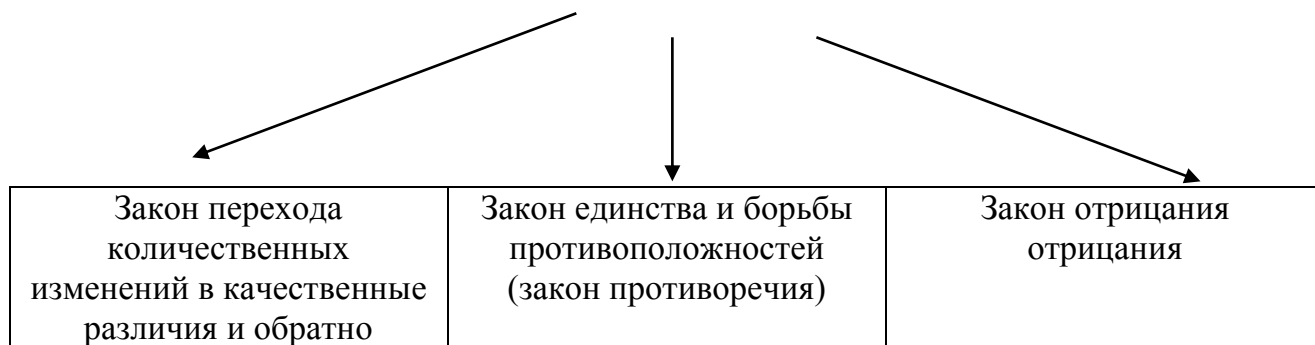 Закон перехода
количественных
изменений в качественные
различия и обратно
Закон единства и борьбы
противоположностей
(закон противоречия)
Закон отрицания
отрицания